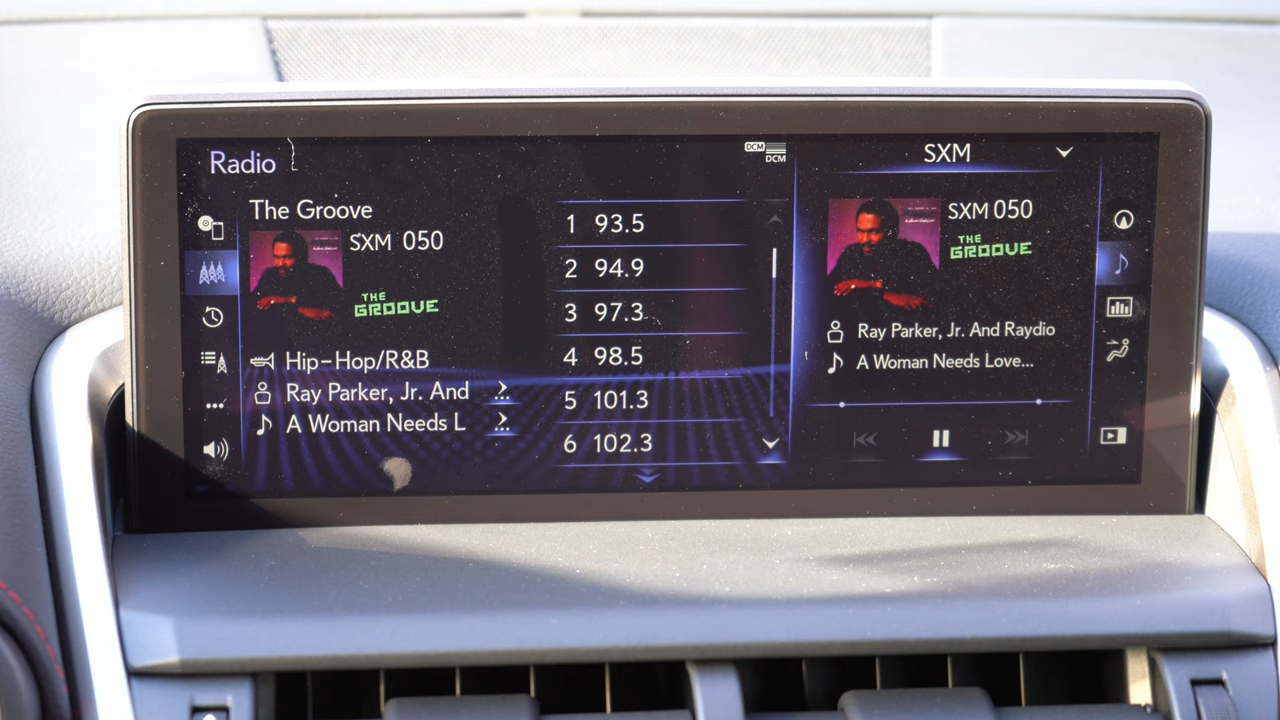 Radio
DCM
DCM
The Groove
SXM 050
THE
GROOVE
Hip-Hop/R&B
Ray Parker, Jr. And
A Woman Needs L
1 93.5
2 94.9
3 97.3
4 98.5
5 101.3
6 102.3
SXM
SXM 050
THE
GROOVE
Ray Parker, Jr. And Raydio
A Woman Needs Love...